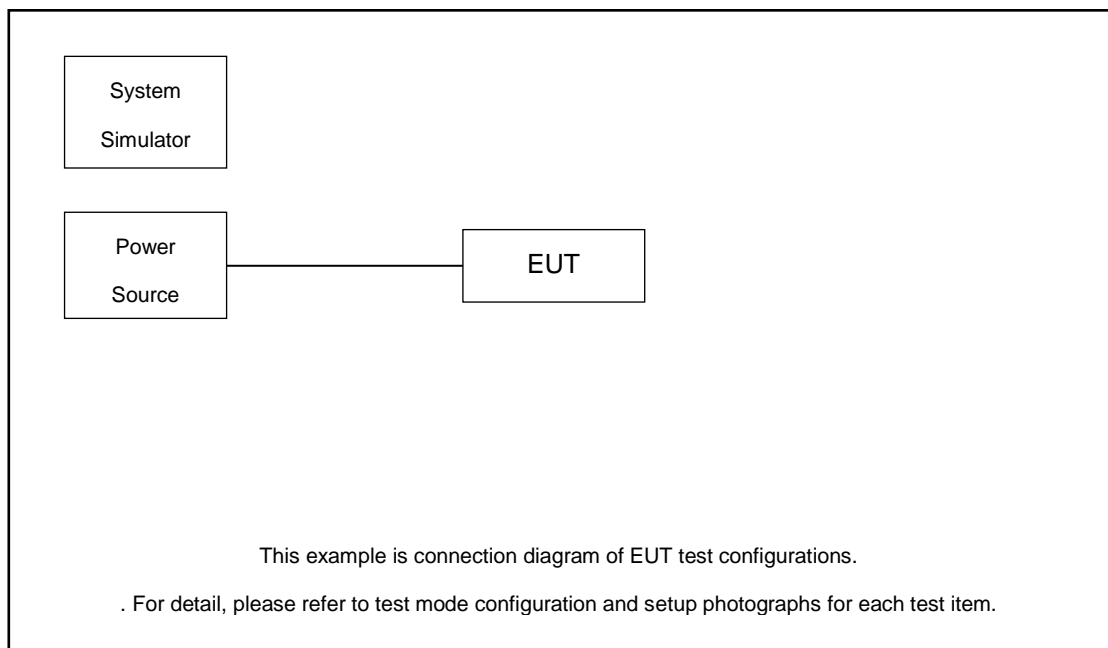 System
Simulator
Power
Source
EUT
This example is connection diagram of EUT test configurations.
. For detail, please refer to test mode configuration and setup photographs for each test item.